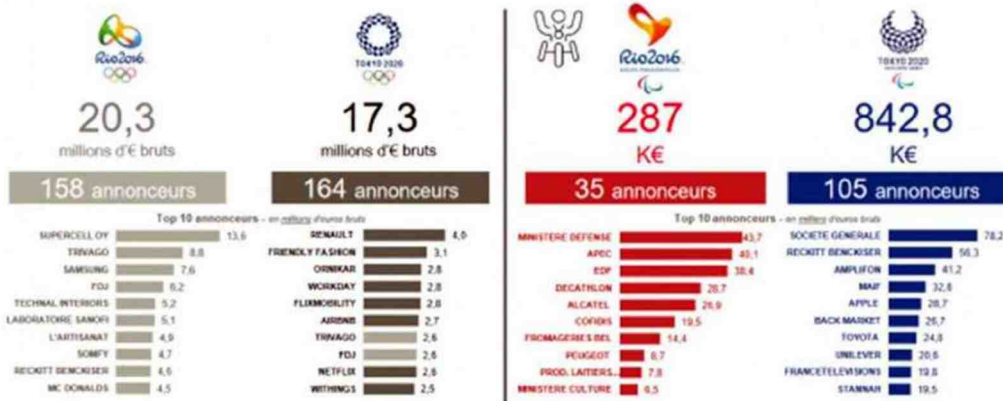 Rio2016
TOKYO 2020
Rio2016
TOKYO 2020
20,3
millions d'€ bruts
17,3
millions d'€ bruts
287
K€
842,8
K€
158 annonceurs
164 annonceurs
35 annonceurs
105 annonceurs
Top 10 annonceurs - en millions d'euros bruts
SUPERCELL OY 13,6
TRIVAGO 8,8
SAMSUNG 7,6
FDJ 6,2
TECHNAL INTERIORS 5,2
LABORATOIRE SANOFI 5,1
L'ARTISANAT 4,9
SOMFY 4,7
RECKITT BENCKISER 4,6
MC DONALDS 4,5
RENAULT 4,0
FRIENDLY FASHION 3,1
ORNIKAR 2,8
WORKDAY 2,8
FLIXMOBILITY 2,8
AIRBNB 2,7
TRIVAGO 2,6
FDJ 2,6
NETFLIX 2,6
WITHINGS 2,5
Top 10 annonceurs - en milliers d'euros bruts
MINISTERE DEFENSE 43,7
APEC 40,1
EDF 38,4
DECATHLON 28,7
ALCATEL 26,9
COFIDIS 19,5
FROMAGERIES BEL 14,4
PEUGEOT 8,7
PROD. LAITIERS... 7,8
MINISTERE CULTURE 6,5
SOCIETE GENERALE 78,2
RECKITT BENCKISER 56,3
AMPLIFON 41,2
MAIF 32,8
APPLE 28,7
BACK MARKET 26,7
TOYOTA 24,8
UNILEVER 20,6
FRANCETELEVISIONS 19,8
STANNAH 19,5